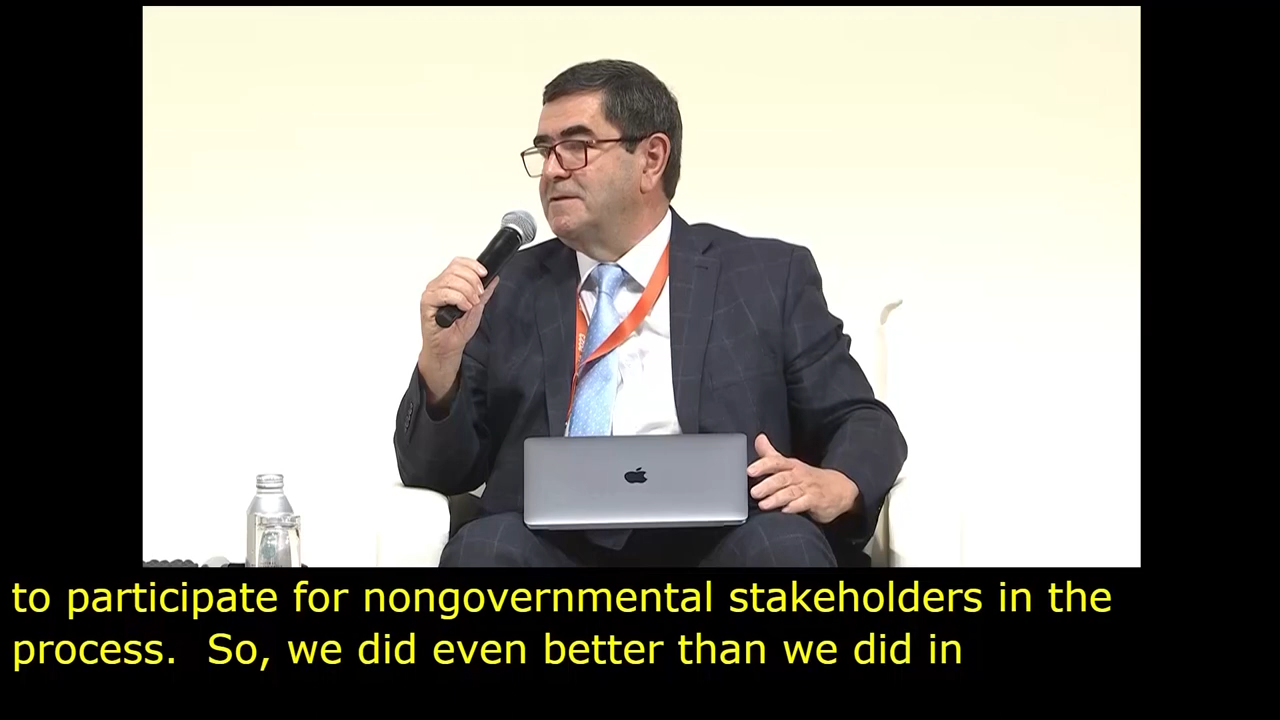 to participate for nongovernmental stakeholders in the
process.  So, we did even better than we did in